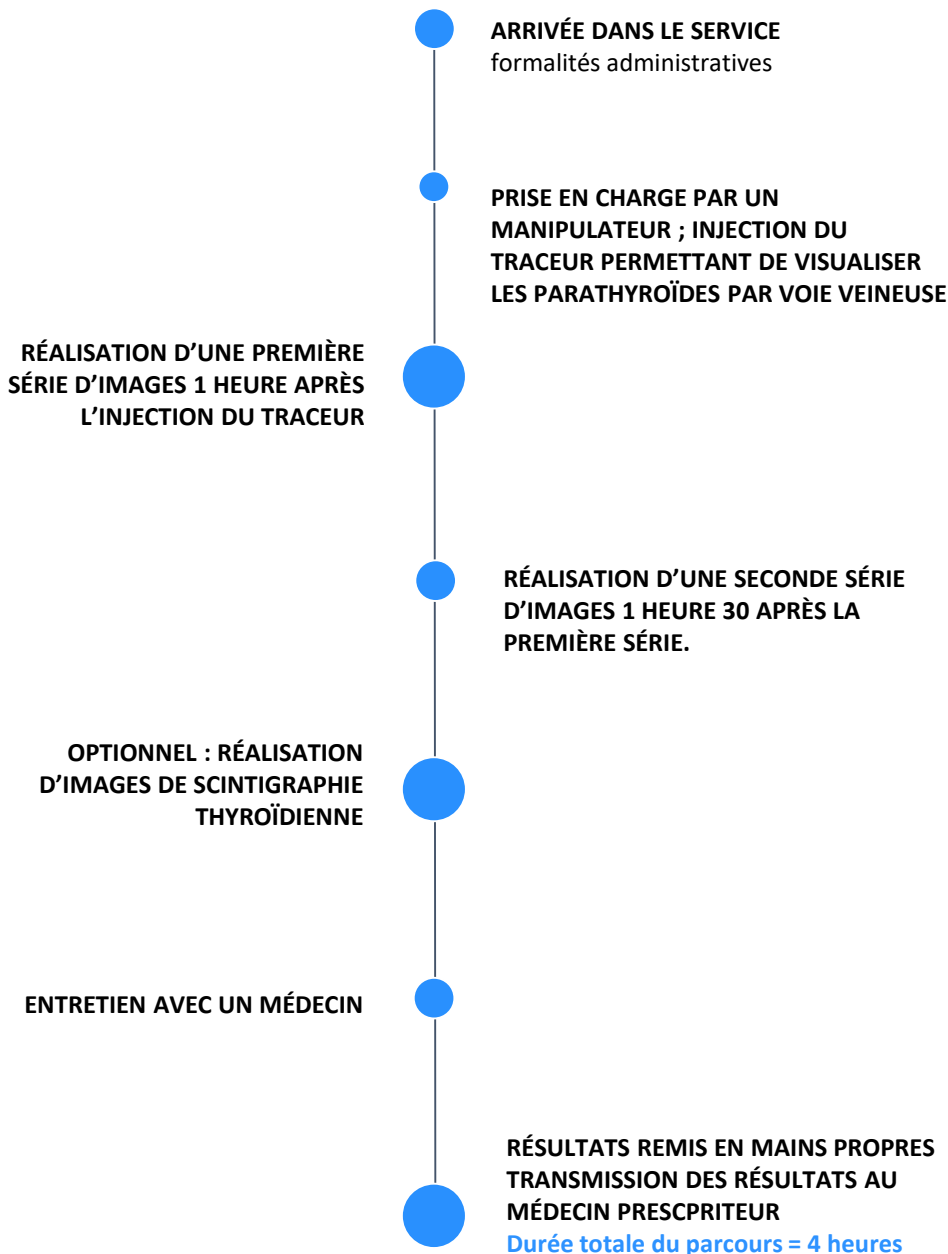 ARRIVÉE DANS LE SERVICE
formalités administratives
PRISE EN CHARGE PAR UN
MANIPULATEUR ; INJECTION DU
TRACEUR PERMETTANT DE VISUALISER
LES PARATHYROÏDES PAR VOIE VEINEUSE
RÉALISATION D’UNE PREMIÈRE
SÉRIE D’IMAGES 1 HEURE APRÈS
L’INJECTION DU TRACEUR
RÉALISATION D’UNE SECONDE SÉRIE
D’IMAGES 1 HEURE 30 APRÈS LA
PREMIÈRE SÉRIE.
OPTIONNEL : RÉALISATION
D’IMAGES DE SCINTIGRAPHIE
THYROÏDIENNE
ENTRETIEN AVEC UN MÉDECIN
RÉSULTATS REMIS EN MAINS PROPRES
TRANSMISSION DES RÉSULTATS AU
MÉDECIN PRESCPRITEUR
Durée totale du parcours = 4 heures